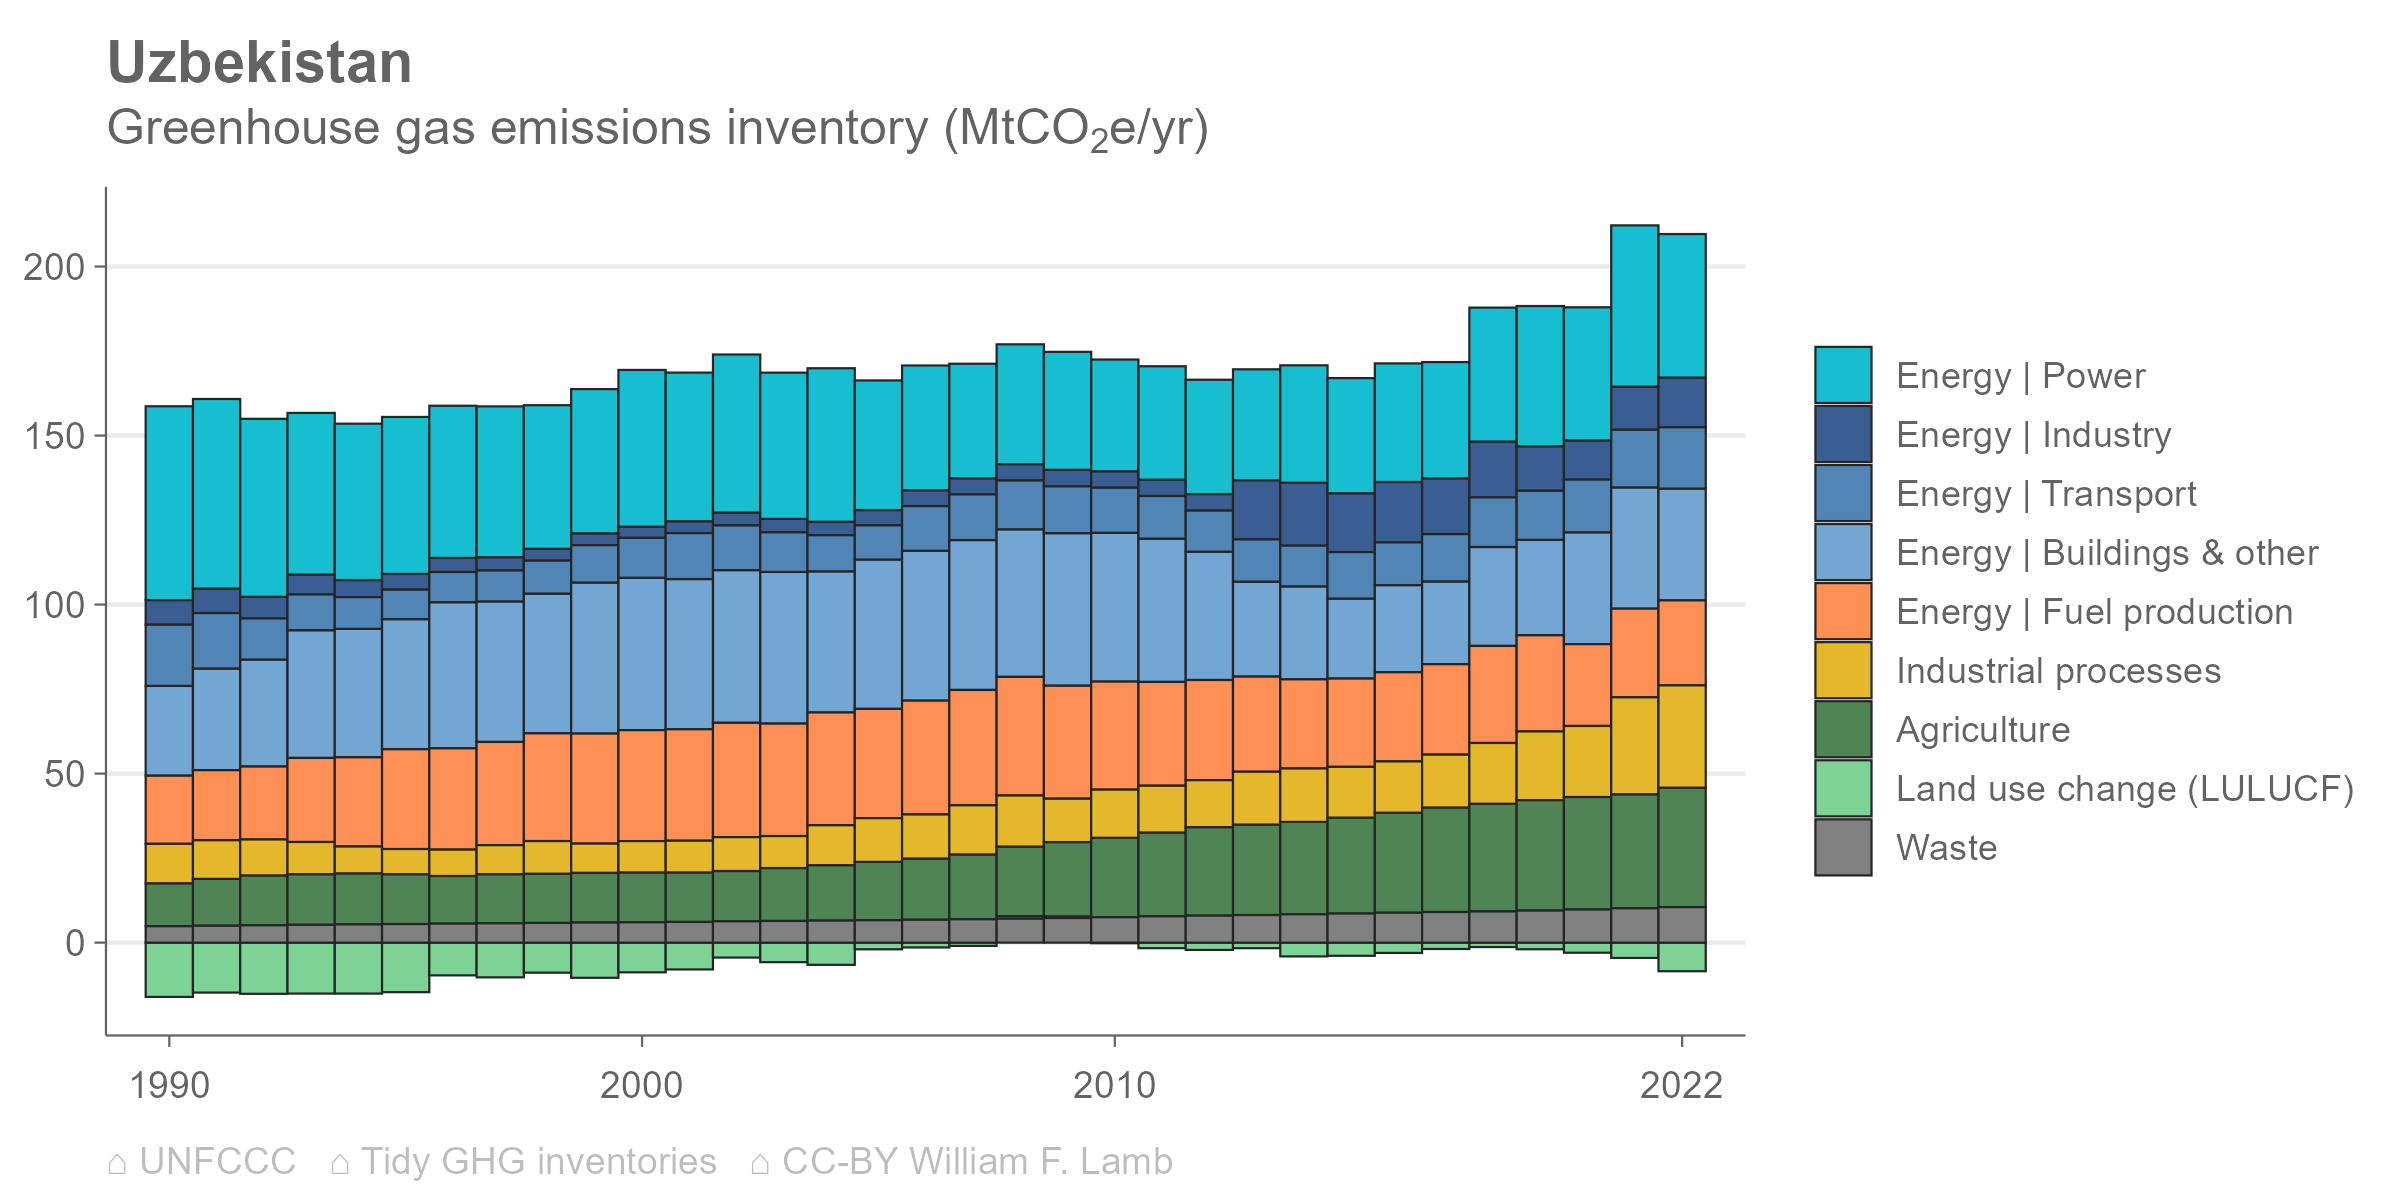 Uzbekistan
Greenhouse gas emissions inventory (MtCO₂e/yr)
200
150
100
50
0
1990
2000
2010
2022
Energy | Power
Energy | Industry
Energy | Transport
Energy | Buildings & other
Energy | Fuel production
Industrial processes
Agriculture
Land use change (LULUCF)
Waste
⌂ UNFCCC ⌂ Tidy GHG inventories ⌂ CC-BY William F. Lamb